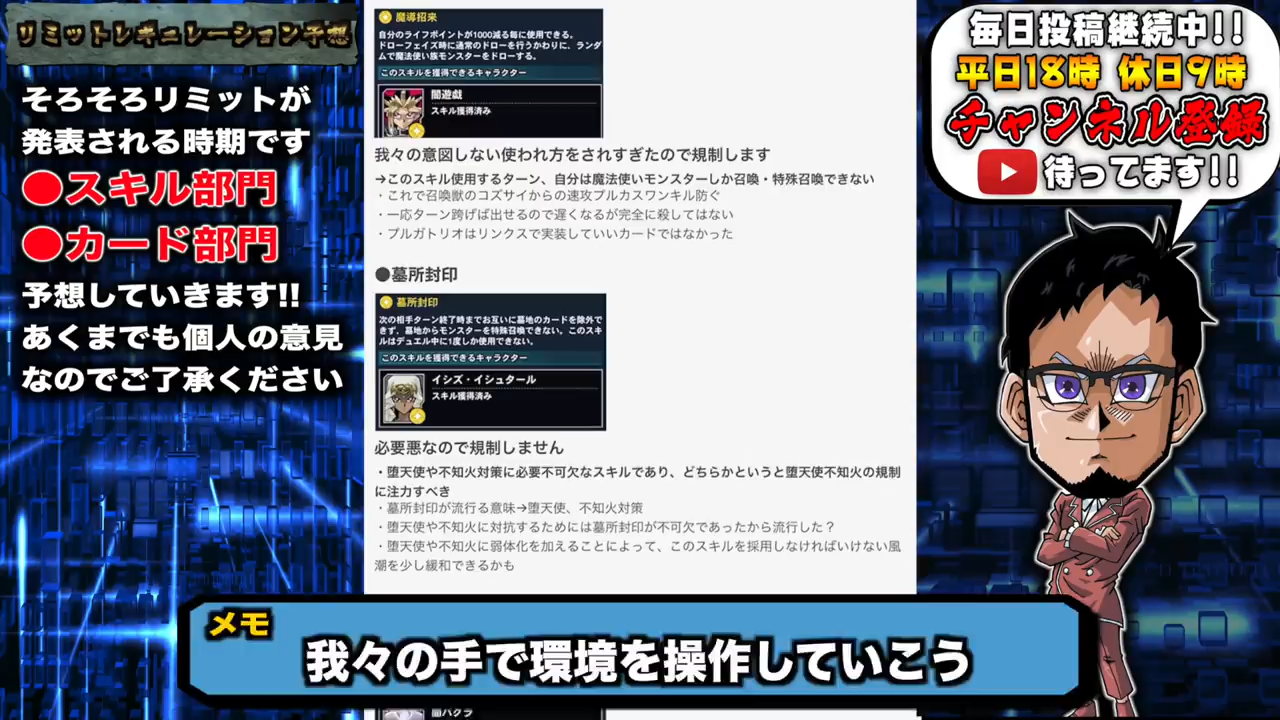 リミットレギュレーション予想
そろそろリミットが
発表される時期です
●スキル部門
●カード部門
予想していきます!!
あくまでも個人の意見
なのでご了承ください
魔導招来
自分のライフポイントが1000減る毎に使用できる。
ドローフェイズ時に通常のドローを行うかわりに、ランダ
ムで魔法使い族モンスターをドローする。
このスキルを獲得できるキャラクター
闇遊戯
スキル獲得済み
我々の意図しない使われ方をされすぎたので規制します
→このスキル使用するターン、自分は魔法使いモンスターしか召喚・特殊召喚できない
・これで召喚獣のコズサイからの速攻プルカスワンキル防ぐ
・一応ターン跨げば出せるので遅くなるが完全に殺してはない
・プルガトリオはリンクスで実装していいカードではなかった
●墓所封印
墓所封印
次の相手ターン終了時までお互いに墓地のカードを除外で
きず、墓地からモンスターを特殊召喚できない。このスキ
ルはデュエル中に1度しか使用できない。
このスキルを獲得できるキャラクター
イシズ・イシュタール
スキル獲得済み
必要悪なので規制しません
・堕天使や不知火対策に必要不可欠なスキルであり、どちらかというと堕天使不知火の規制
に注力すべき
・墓所封印が流行る意味→堕天使、不知火対策
・堕天使や不知火に対抗するためには墓所封印が不可欠であったから流行した？
・堕天使や不知火に弱体化を加えることによって、このスキルを採用しなければいけない風
潮を少し緩和できるかも
闇バクラ
毎日投稿継続中!!
平日18時 休日9時
チャンネル登録
待ってます!!
メモ
我々の手で環境を操作していこう